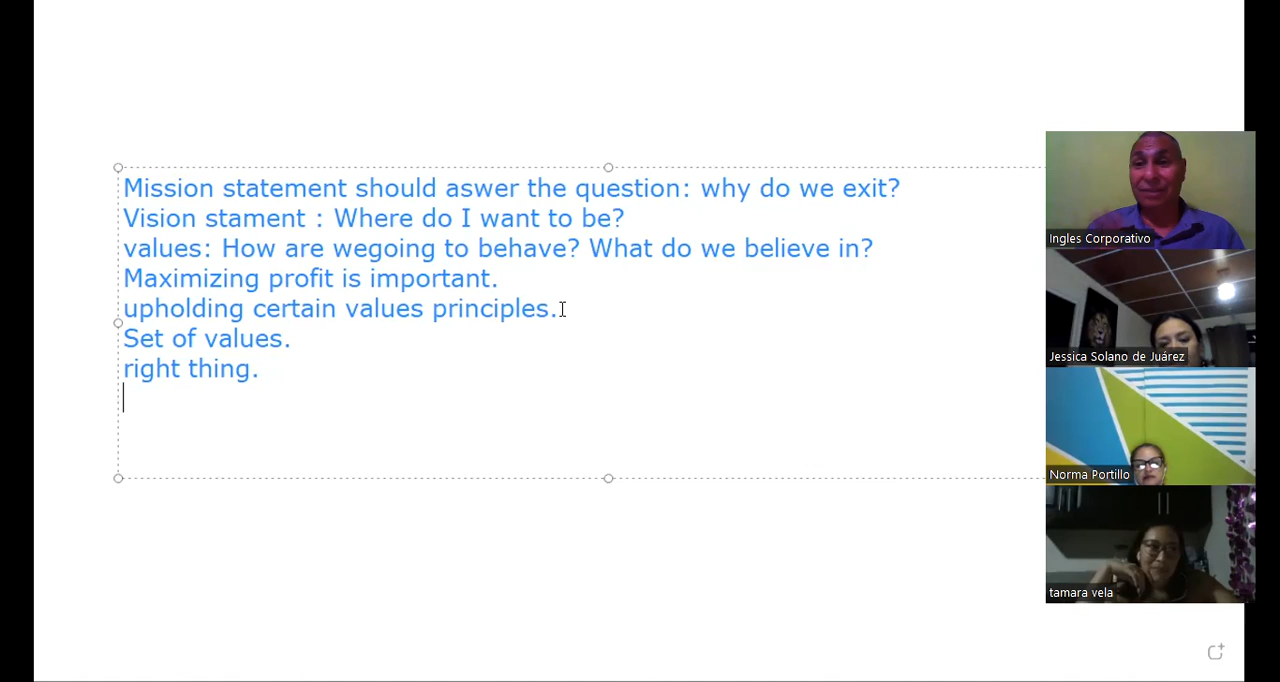 Mission statement should aswer the question: why do we exit?
Vision stament : Where do I want to be?
values: How are wegoing to behave? What do we believe in?
Maximizing profit is important.
upholding certain values principles.
Set of values.
right thing.
Ingles Corporativo
Jessica Solano de Juárez
Norma Portillo
tamara vela